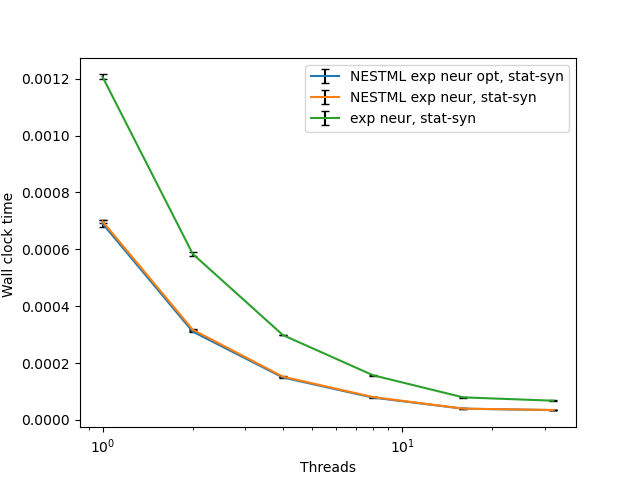 NESTML exp neur opt, stat-syn
NESTML exp neur, stat-syn
exp neur, stat-syn
Wall clock time
0.0012
0.0010
0.0008
0.0006
0.0004
0.0002
0.0000
10⁰
10¹
Threads